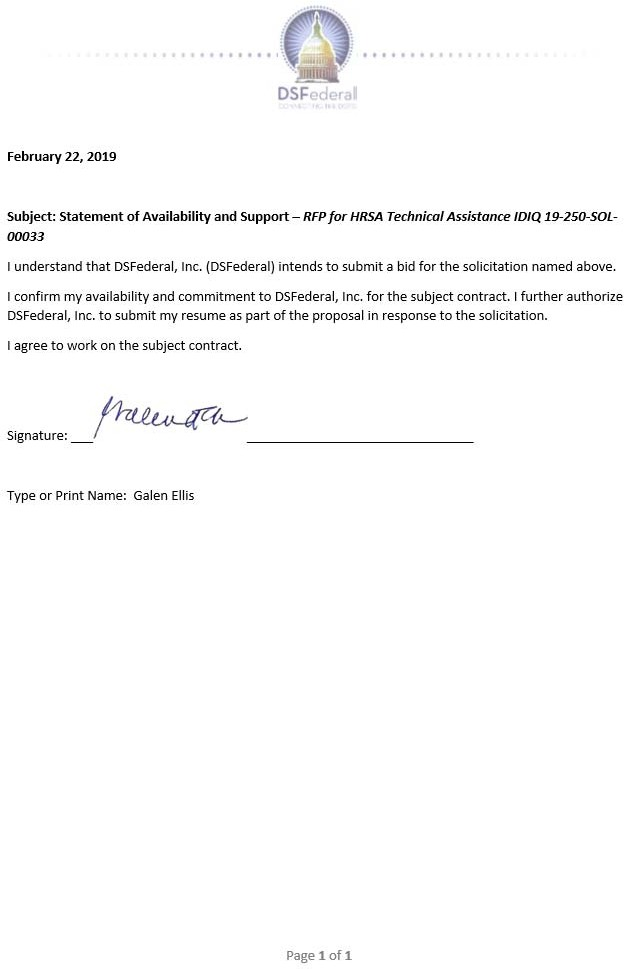 DSFederal
CONNECTING THE DOTS
February 22, 2019
Subject: Statement of Availability and Support – RFP for HRSA Technical Assistance IDIQ 19-250-SOL-
00033
I understand that DSFederal, Inc. (DSFederal) intends to submit a bid for the solicitation named above.
I confirm my availability and commitment to DSFederal, Inc. for the subject contract. I further authorize
DSFederal, Inc. to submit my resume as part of the proposal in response to the solicitation.
I agree to work on the subject contract.
Signature:
Type or Print Name: Galen Ellis
Page 1 of 1